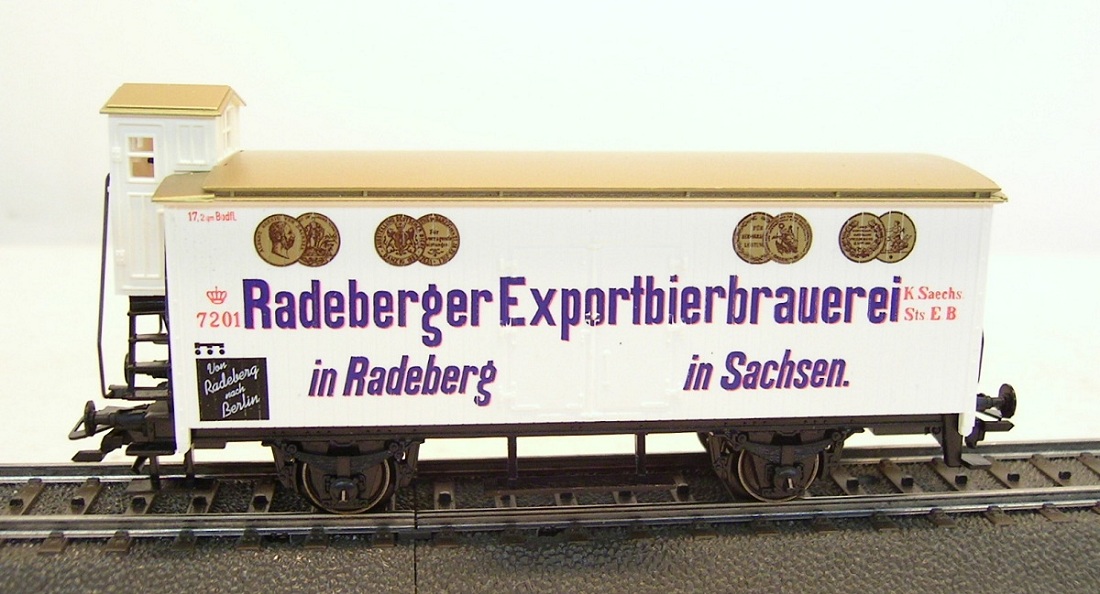 17,2 qm Bodfl.
7201
Radeberger Exportbierbrauerei
K Saechs.
Sts E B
in Radeberg in Sachsen.
Von
Radeberg
nach
Berlin